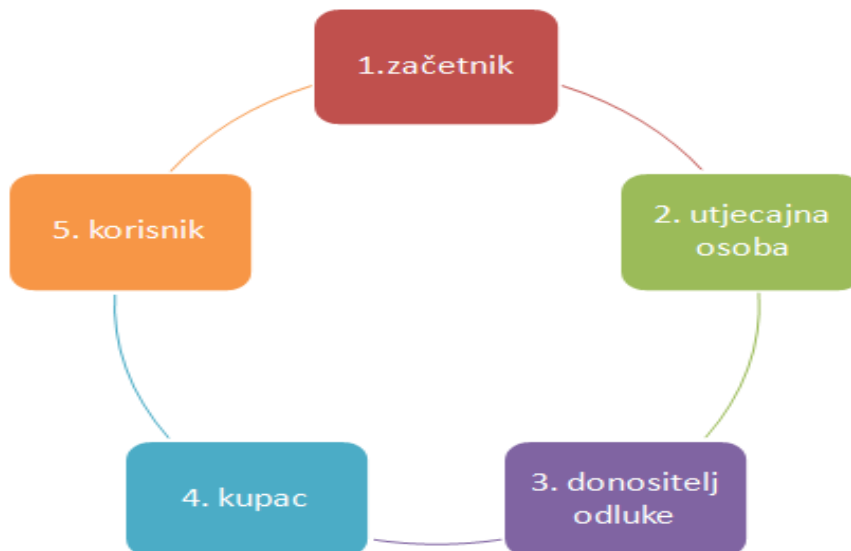 1.začetnik
2. utjecajna
osoba
3. donositelj
odluke
4. kupac
5. korisnik